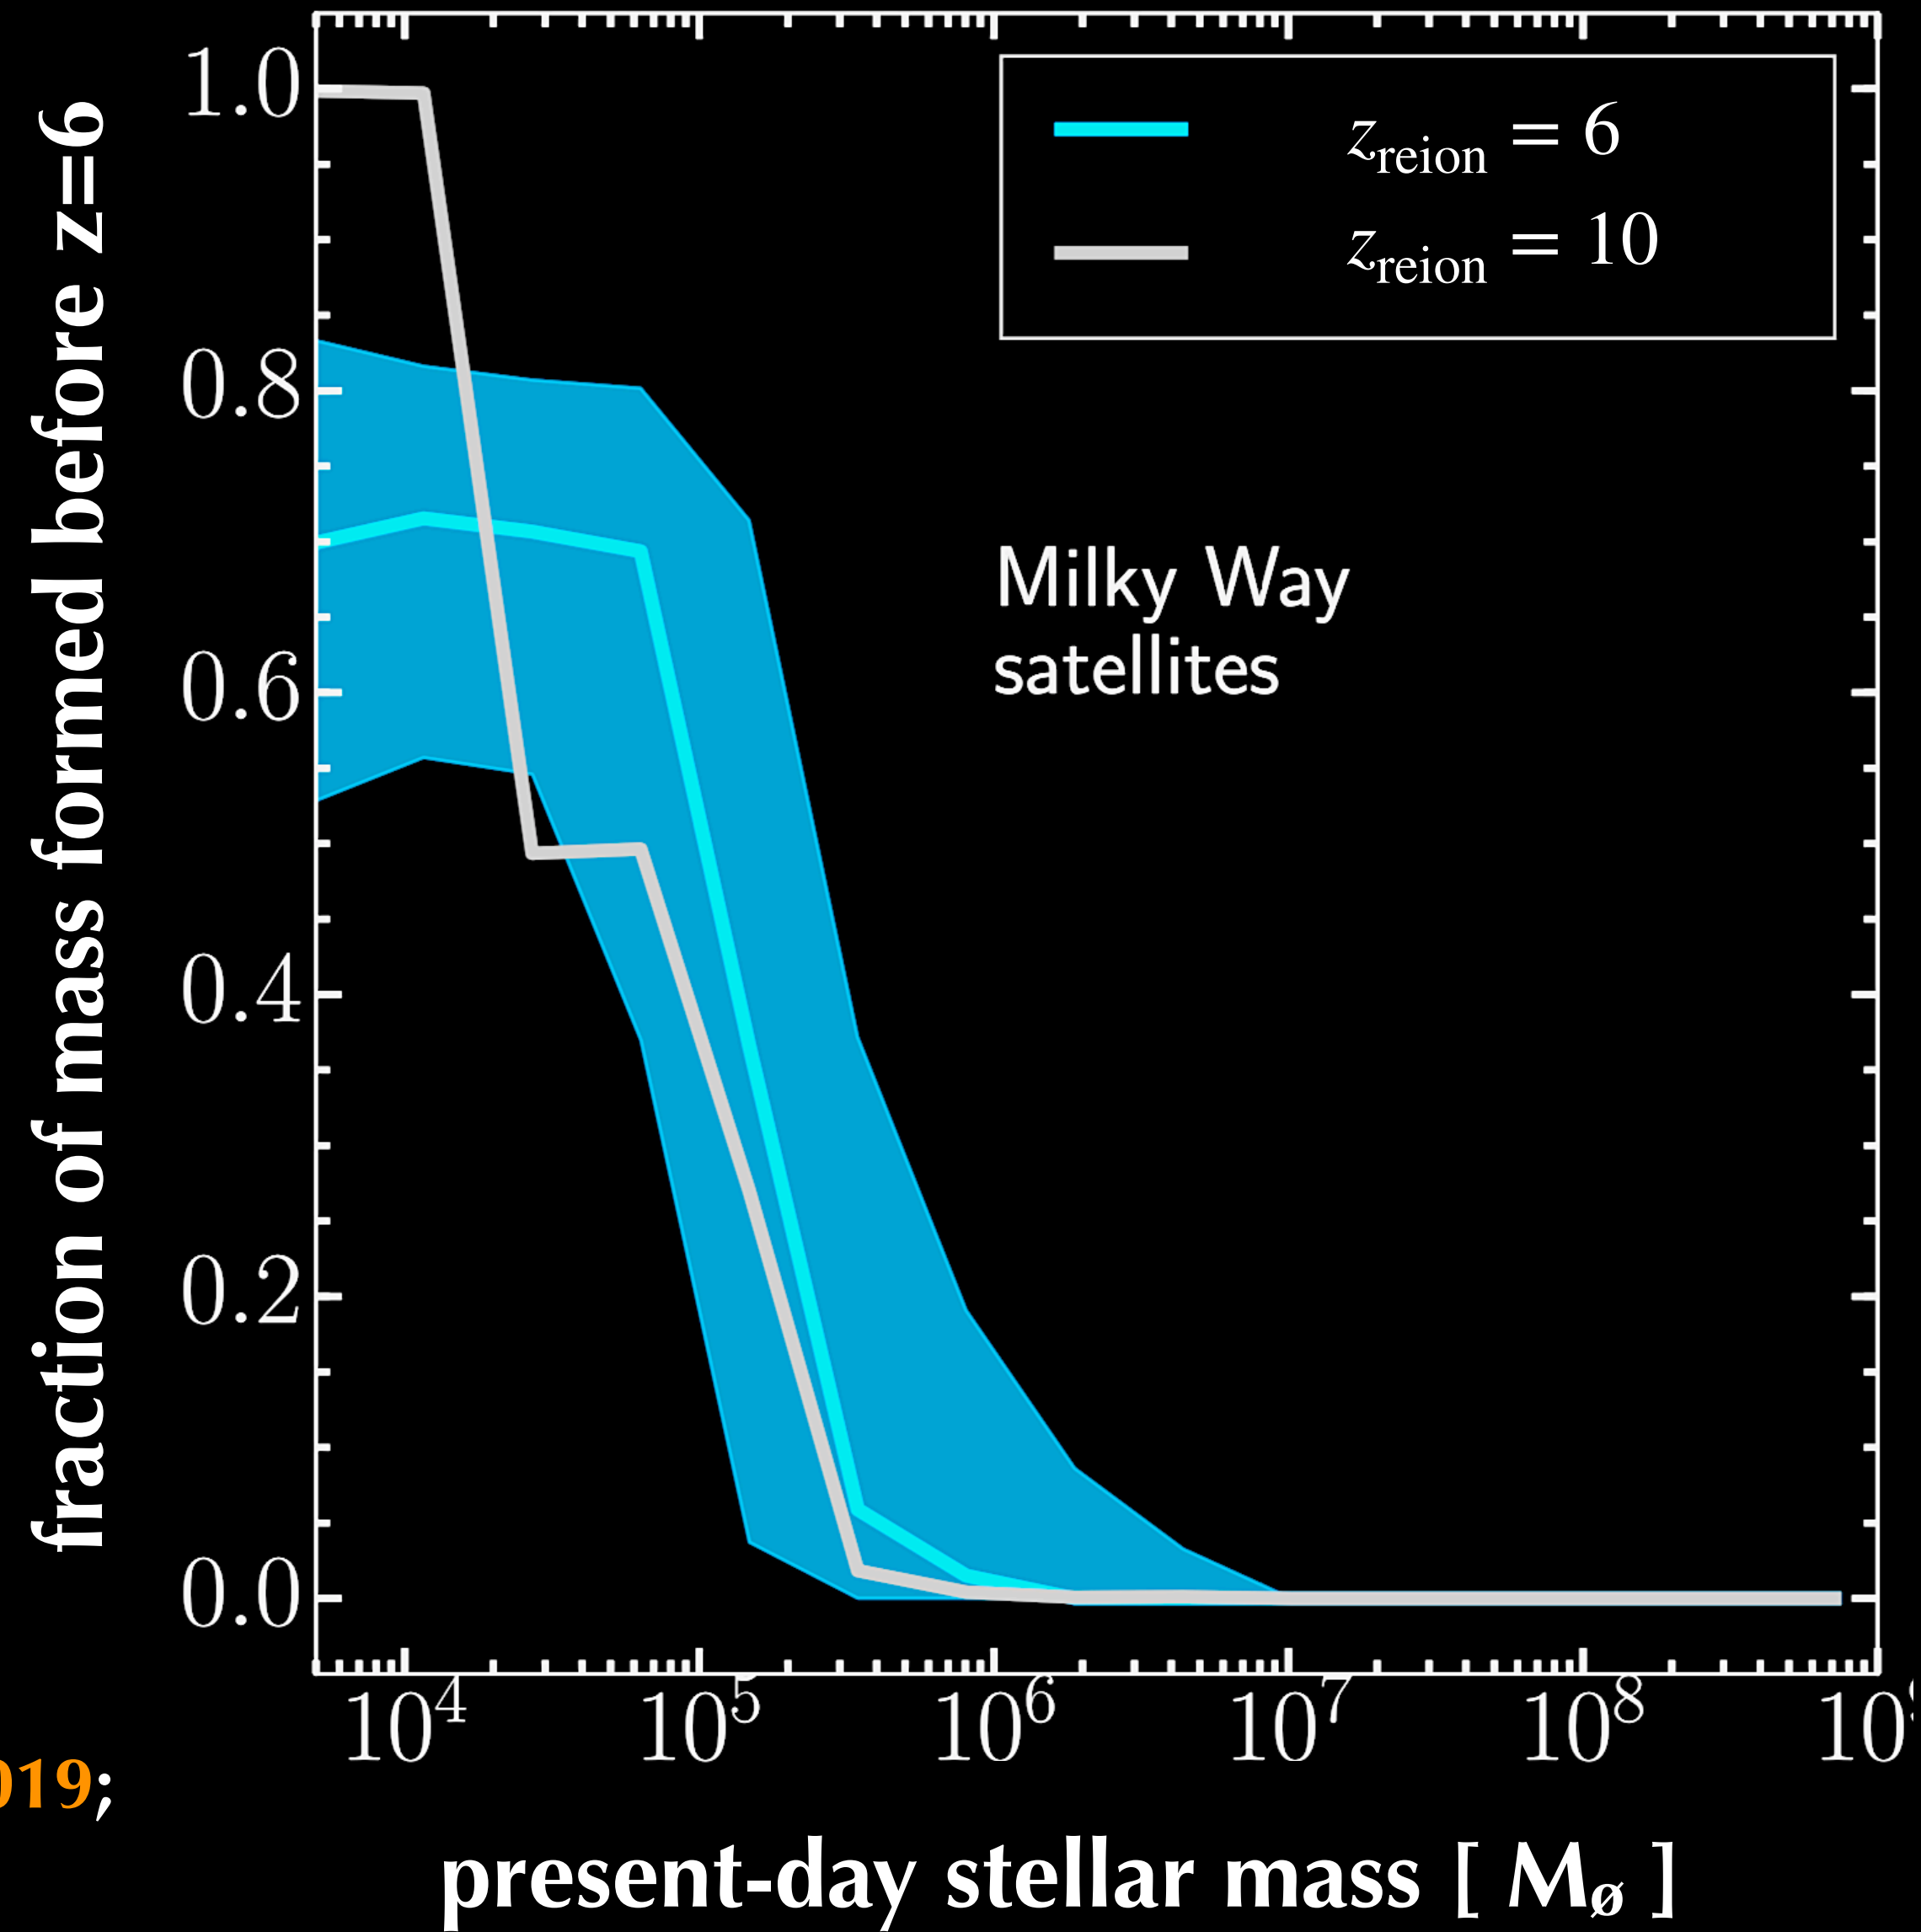 fraction of mass formed before z=6
1.0
0.8
0.6
0.4
0.2
0.0
z_reion = 6
z_reion = 10
Milky Way
satellites
10^4 10^5 10^6 10^7 10^8
019;
present-day stellar mass [ M_ø ]